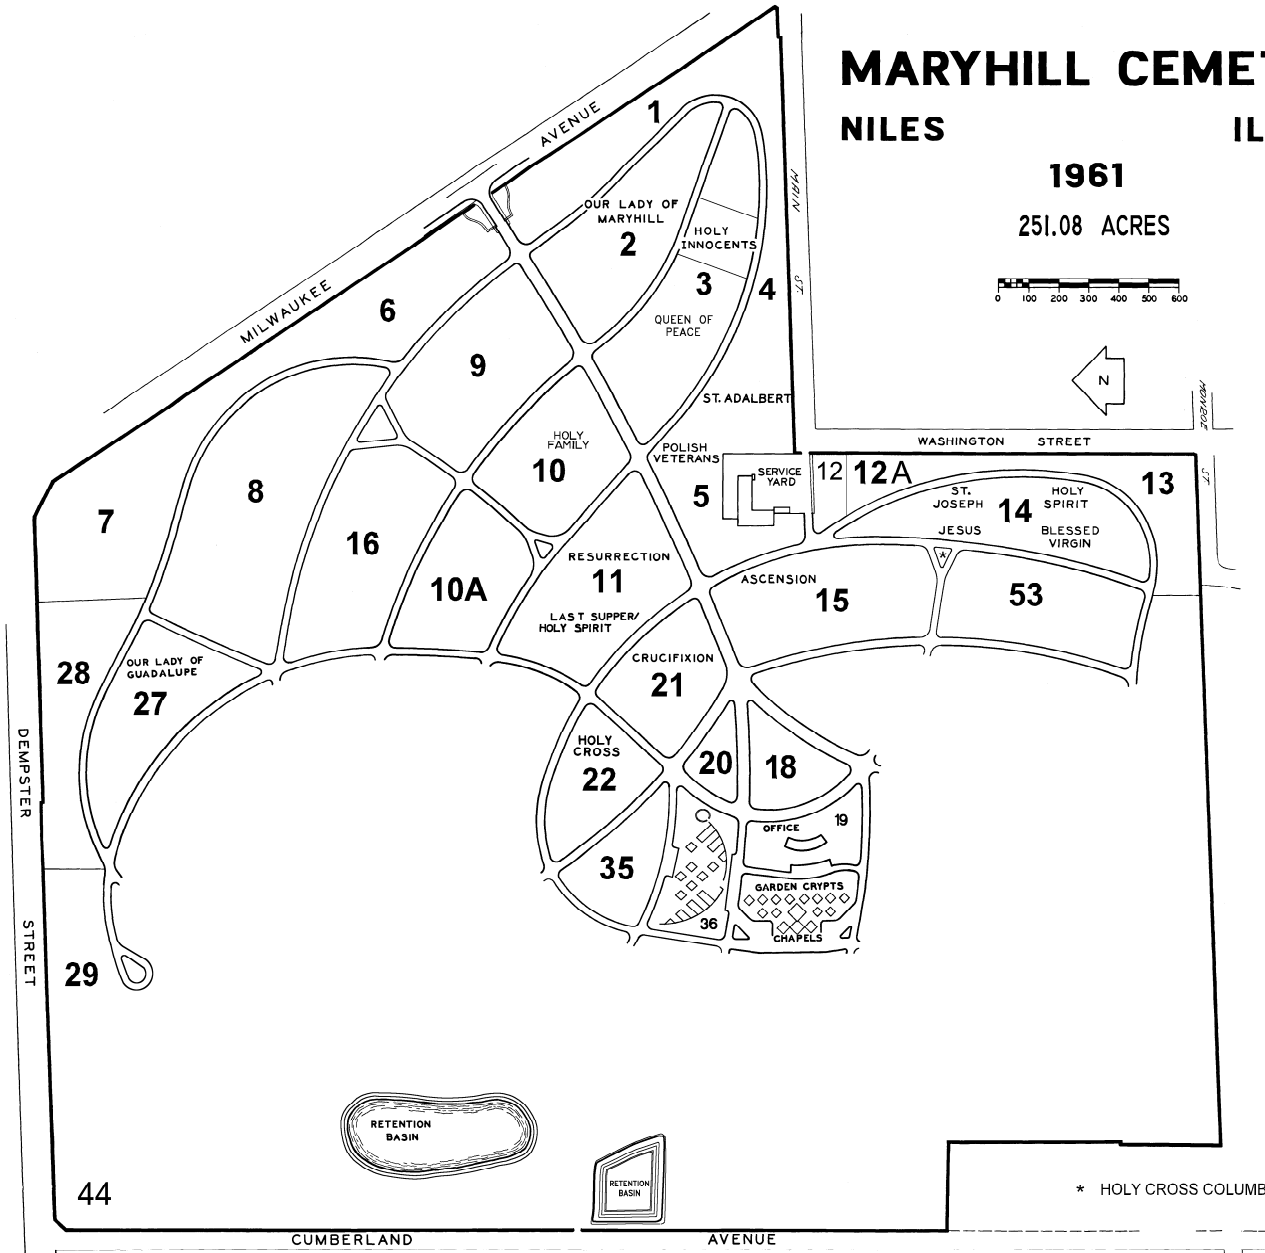 MARYHILL CEME
NILES IL
1961
251.08 ACRES
0 100 200 300 400 500 600
N
MILWAUKEE AVENUE
MAIN ST
MONROE ST
WASHINGTON STREET
DEMPSTER STREET
CUMBERLAND AVENUE
1
OUR LADY OF
MARYHILL
2
HOLY
INNOCENTS
3
QUEEN OF
PEACE
4
ST. ADALBERT
POLISH
VETERANS
5
SERVICE
YARD
6
7
8
9
HOLY
FAMILY
10
10A
RESURRECTION
11
LAST SUPPER/
HOLY SPIRIT
12
12A
13
ST.
JOSEPH
HOLY
SPIRIT
14
JESUS
BLESSED
VIRGIN
*
ASCENSION
15
53
16
CRUCIFIXION
21
HOLY
CROSS
22
20
18
OFFICE
19
GARDEN CRYPTS
CHAPELS
35
36
28
OUR LADY OF
GUADALUPE
27
29
RETENTION
BASIN
RETENTION
BASIN
44
* HOLY CROSS COLUMB